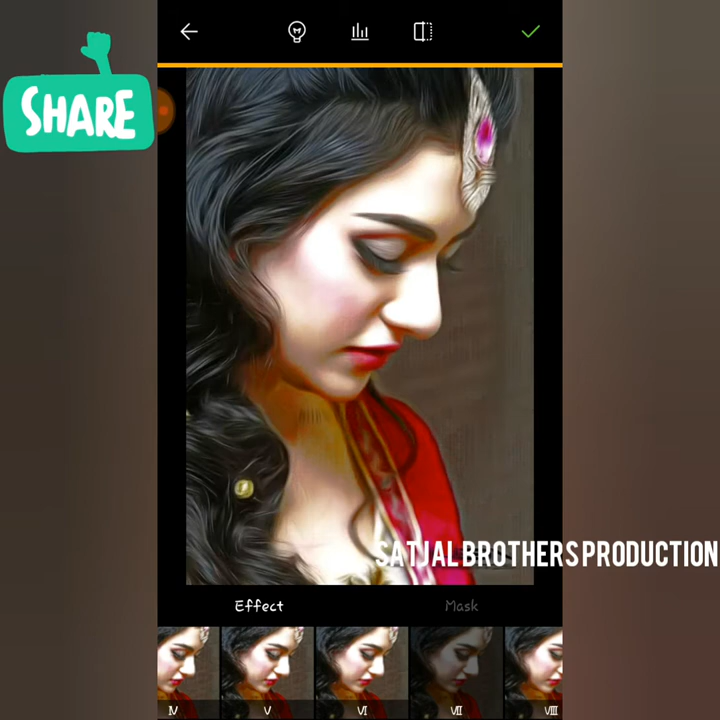 SHARE
SATJAL BROTHERS PRODUCTION
Effect
Mask
IV
V
VI
VII
VIII